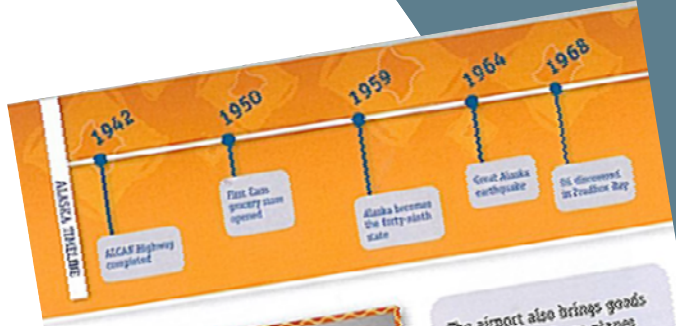 1942
1950
1959
1964
1968
ALASKA TIMELINE
ALCAN Highway
completed
First Carrs
grocery store
opened
Alaska becomes
the forty-ninth
state
Great Alaska
earthquake
Oil discovered
in Prudhoe Bay
The airport also brings goods